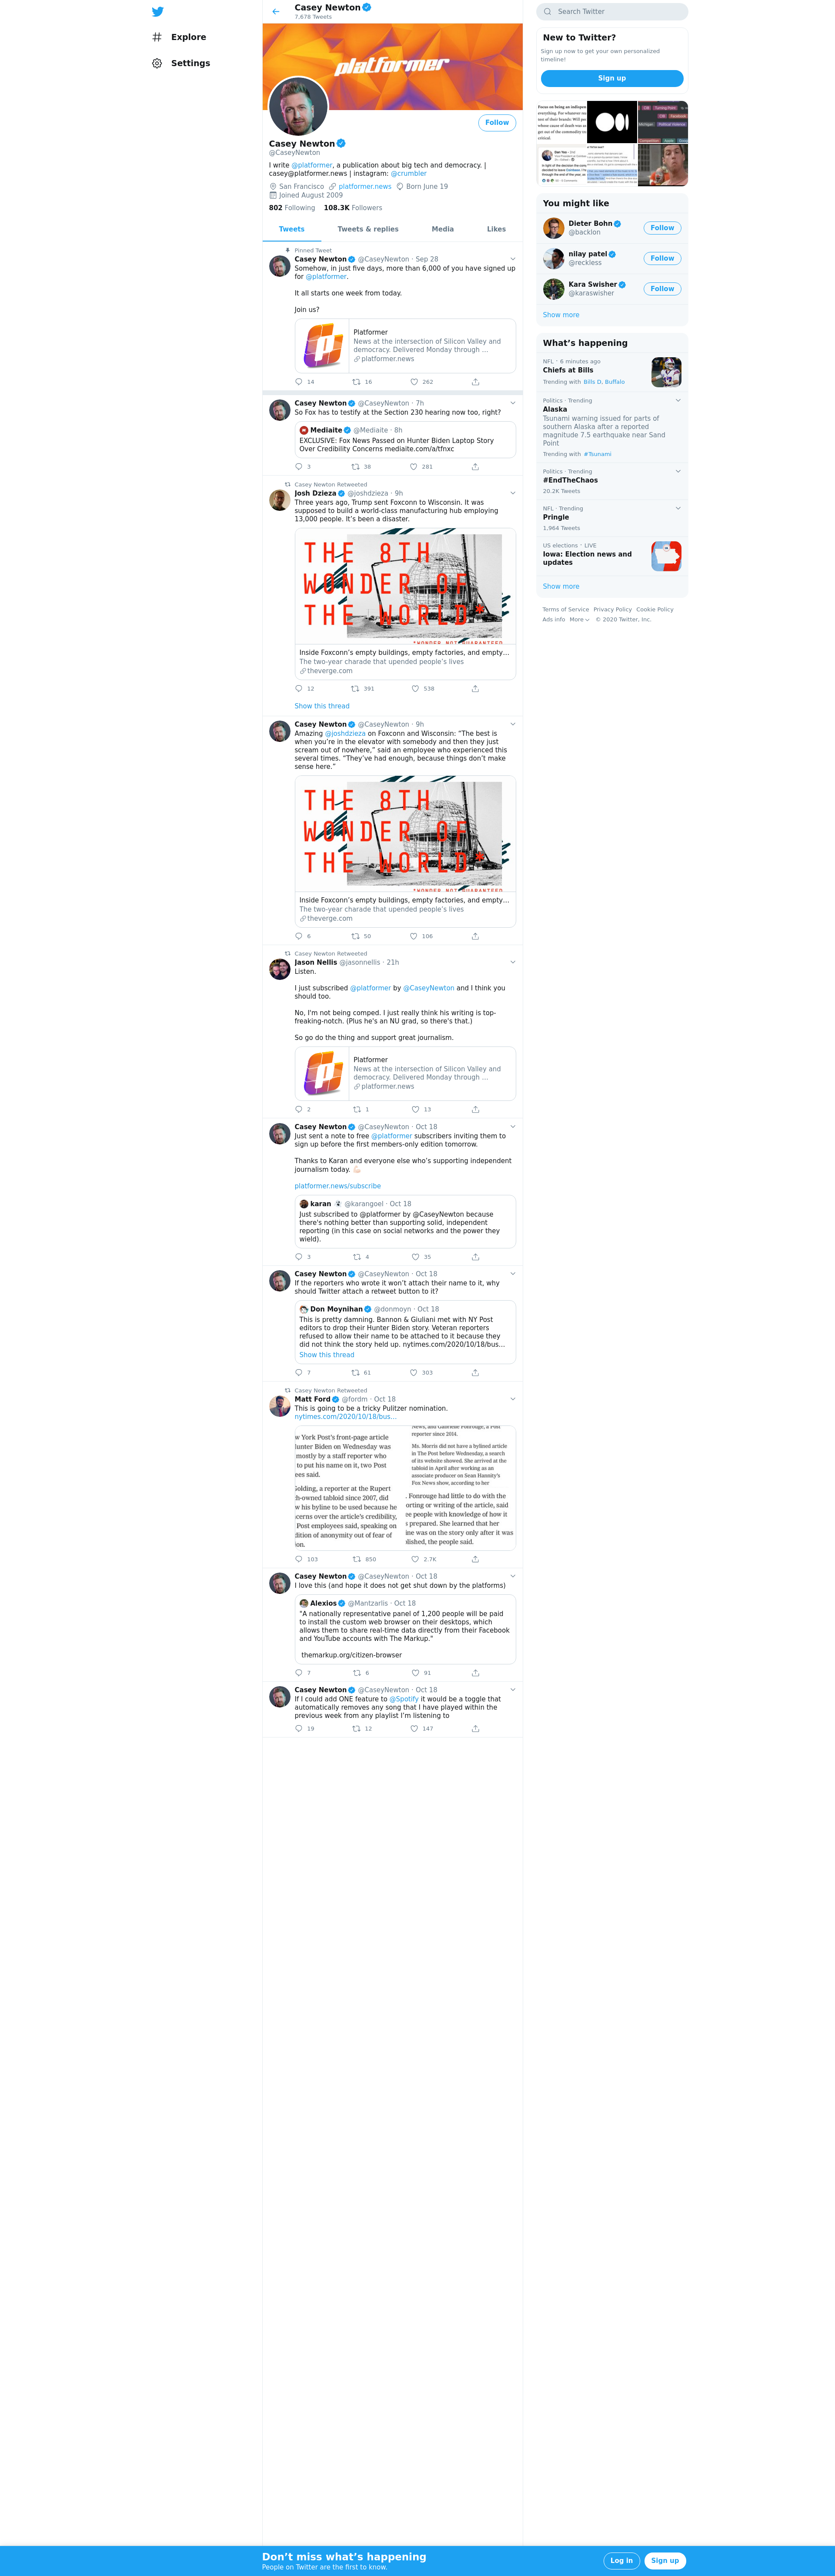 Explore
Settings
Casey Newton
7,678 Tweets
platformer
Follow
Casey Newton
@CaseyNewton
I write @platformer, a publication about big tech and democracy. |
casey@platformer.news | instagram: @crumbler
San Francisco platformer.news Born June 19
Joined August 2009
802 Following 108.3K Followers
Tweets Tweets & replies Media Likes
Pinned Tweet
Casey Newton @CaseyNewton · Sep 28
Somehow, in just five days, more than 6,000 of you have signed up
for @platformer.
It all starts one week from today.
Join us?
Platformer
News at the intersection of Silicon Valley and
democracy. Delivered Monday through ...
platformer.news
14 16 262
Casey Newton @CaseyNewton · 7h
So Fox has to testify at the Section 230 hearing now too, right?
Mediaite @Mediaite · 8h
EXCLUSIVE: Fox News Passed on Hunter Biden Laptop Story
Over Credibility Concerns mediaite.com/a/tfnxc
3 38 281
Casey Newton Retweeted
Josh Dzieza @joshdzieza · 9h
Three years ago, Trump sent Foxconn to Wisconsin. It was
supposed to build a world-class manufacturing hub employing
13,000 people. It's been a disaster.
THE 8TH
WONDER OF
THE WORLD*
*WONDER NOT GUARANTEED
Inside Foxconn's empty buildings, empty factories, and empty...
The two-year charade that upended people's lives
theverge.com
12 391 538
Show this thread
Casey Newton @CaseyNewton · 9h
Amazing @joshdzieza on Foxconn and Wisconsin: "The best is
when you're in the elevator with somebody and then they just
scream out of nowhere," said an employee who experienced this
several times. "They've had enough, because things don't make
sense here."
THE 8TH
WONDER OF
THE WORLD*
*WONDER NOT GUARANTEED
Inside Foxconn's empty buildings, empty factories, and empty...
The two-year charade that upended people's lives
theverge.com
6 50 106
Casey Newton Retweeted
Jason Nellis @jasonnellis · 21h
Listen.
I just subscribed @platformer by @CaseyNewton and I think you
should too.
No, I'm not being comped. I just really think his writing is top-
freaking-notch. (Plus he's an NU grad, so there's that.)
So go do the thing and support great journalism.
Platformer
News at the intersection of Silicon Valley and
democracy. Delivered Monday through ...
platformer.news
2 1 13
Casey Newton @CaseyNewton · Oct 18
Just sent a note to free @platformer subscribers inviting them to
sign up before the first members-only edition tomorrow.
Thanks to Karan and everyone else who's supporting independent
journalism today. 💪🏻
platformer.news/subscribe
karan @karangoel · Oct 18
Just subscribed to @platformer by @CaseyNewton because
there's nothing better than supporting solid, independent
reporting (in this case on social networks and the power they
wield).
3 4 35
Casey Newton @CaseyNewton · Oct 18
If the reporters who wrote it won't attach their name to it, why
should Twitter attach a retweet button to it?
Don Moynihan @donmoyn · Oct 18
This is pretty damning. Bannon & Giuliani met with NY Post
editors to drop their Hunter Biden story. Veteran reporters
refused to allow their name to be attached to it because they
did not think the story held up. nytimes.com/2020/10/18/bus...
Show this thread
7 61 303
Casey Newton Retweeted
Matt Ford @fordm · Oct 18
This is going to be a tricky Pulitzer nomination.
nytimes.com/2020/10/18/bus...
w York Post's front-page article
unter Biden on Wednesday was
mostly by a staff reporter who
to put his name on it, two Post
ees said.
Golding, a reporter at the Rupert
h-owned tabloid since 2007, did
w his byline to be used because he
cerns over the article's credibility,
Post employees said, speaking on
dition of anonymity out of fear of
ion.
News, and Gabrielle Fonrouge, a Post
reporter since 2014.
Ms. Morris did not have a bylined article
in The Post before Wednesday, a search
of its website showed. She arrived at the
tabloid in April after working as an
associate producer on Sean Hannity's
Fox News show, according to her
. Fonrouge had little to do with the
orting or writing of the article, said
ee people with knowledge of how it
s prepared. She learned that her
ine was on the story only after it was
lished, the people said.
103 850 2.7K
Casey Newton @CaseyNewton · Oct 18
I love this (and hope it does not get shut down by the platforms)
Alexios @Mantzarlis · Oct 18
"A nationally representative panel of 1,200 people will be paid
to install the custom web browser on their desktops, which
allows them to share real-time data directly from their Facebook
and YouTube accounts with The Markup."
themarkup.org/citizen-browser
7 6 91
Casey Newton @CaseyNewton · Oct 18
If I could add ONE feature to @Spotify it would be a toggle that
automatically removes any song that I have played within the
previous week from any playlist I'm listening to
19 12 147
Search Twitter
New to Twitter?
Sign up now to get your own personalized
timeline!
Sign up
You might like
Dieter Bohn
@backlon
Follow
nilay patel
@reckless
Follow
Kara Swisher
@karaswisher
Follow
Show more
What's happening
NFL · 6 minutes ago
Chiefs at Bills
Trending with Bills D, Buffalo
Politics · Trending
Alaska
Tsunami warning issued for parts of
southern Alaska after a reported
magnitude 7.5 earthquake near Sand
Point
Trending with #Tsunami
Politics · Trending
#EndTheChaos
20.2K Tweets
NFL · Trending
Pringle
1,964 Tweets
US elections · LIVE
Iowa: Election news and
updates
Show more
Terms of Service Privacy Policy Cookie Policy
Ads info More © 2020 Twitter, Inc.
Don't miss what's happening
People on Twitter are the first to know.
Log in Sign up